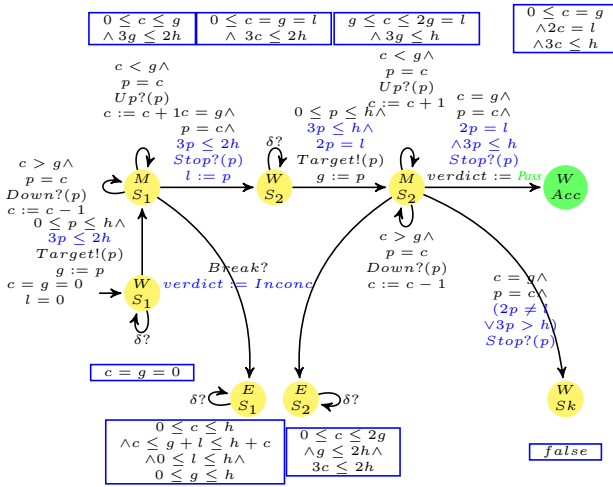 0 ≤ c ≤ g
∧ 3g ≤ 2h
0 ≤ c = g = l
∧ 3c ≤ 2h
g ≤ c ≤ 2g = l
∧ 3g ≤ h
0 ≤ c = g
∧2c = l
∧3c ≤ h
c < g∧
p = c
Up?(p)
c := c + 1
c = g∧
p = c∧
3p ≤ 2h
Stop?(p)
l := p
δ?
0 ≤ p ≤ h∧
3p ≤ h∧
2p = l
Target!(p)
g := p
c < g∧
p = c
Up?(p)
c := c + 1
c = g∧
p = c∧
2p = l
∧3p ≤ h
Stop?(p)
verdict := Pass
c > g∧
p = c
Down?(p)
c := c − 1
M
S1
W
S2
M
S2
W
Acc
0 ≤ p ≤ h∧
3p ≤ 2h
Target!(p)
g := p
c > g∧
p = c
Down?(p)
c := c − 1
Break?
verdict := Inconc
c = g = 0
l = 0
W
S1
δ?
c = g∧
p = c∧
(2p ≠ l
∨3p > h)
Stop?(p)
c = g = 0
δ?
E
S1
E
S2
δ?
W
Sk
0 ≤ c ≤ h
∧c ≤ g + l ≤ h + c
∧0 ≤ l ≤ h∧
0 ≤ g ≤ h
0 ≤ c ≤ 2g
∧g ≤ 2h∧
3c ≤ 2h
false